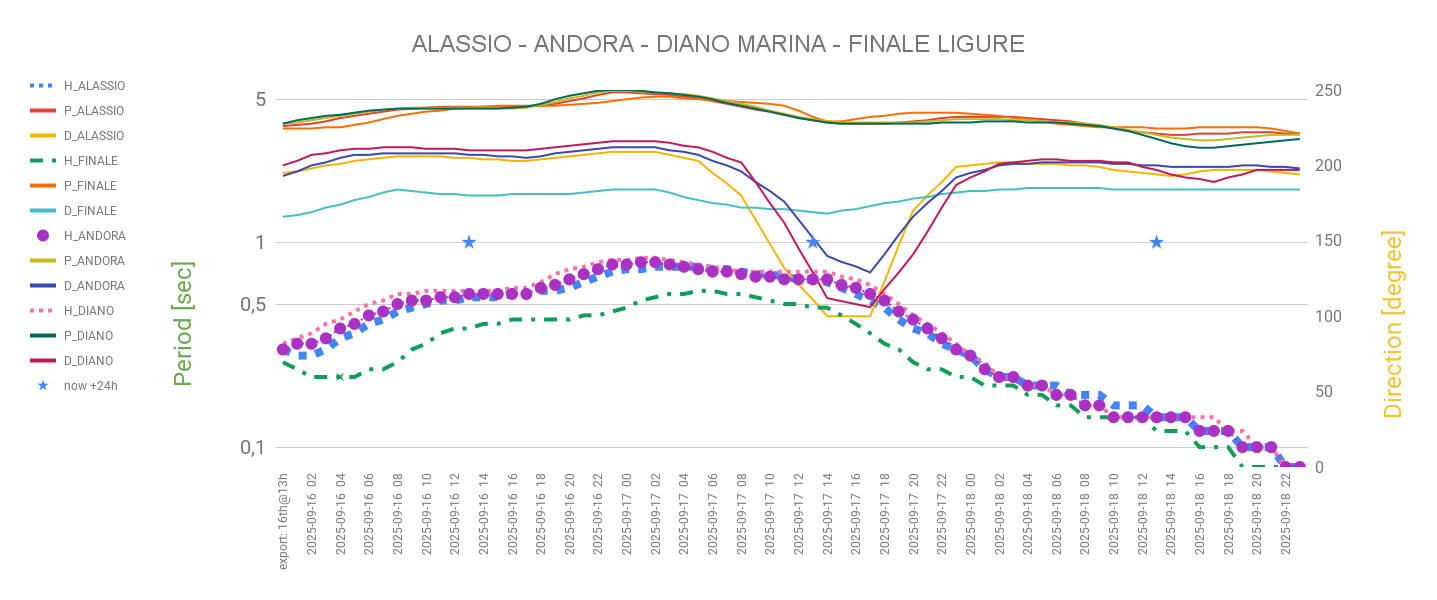 ALASSIO - ANDORA - DIANO MARINA - FINALE LIGURE
H_ALASSIO
P_ALASSIO
D_ALASSIO
H_FINALE
P_FINALE
D_FINALE
H_ANDORA
P_ANDORA
D_ANDORA
H_DIANO
P_DIANO
D_DIANO
now +24h
Period [sec]
5
1
0,5
0,1
250
200
150
100
50
0
Direction [degree]
export: 16th@13h
2025-09-16 02
2025-09-16 04
2025-09-16 06
2025-09-16 08
2025-09-16 10
2025-09-16 12
2025-09-16 14
2025-09-16 16
2025-09-16 18
2025-09-16 20
2025-09-16 22
2025-09-17 00
2025-09-17 02
2025-09-17 04
2025-09-17 06
2025-09-17 08
2025-09-17 10
2025-09-17 12
2025-09-17 14
2025-09-17 16
2025-09-17 18
2025-09-17 20
2025-09-17 22
2025-09-18 00
2025-09-18 02
2025-09-18 04
2025-09-18 06
2025-09-18 08
2025-09-18 10
2025-09-18 12
2025-09-18 14
2025-09-18 16
2025-09-18 18
2025-09-18 20
2025-09-18 22